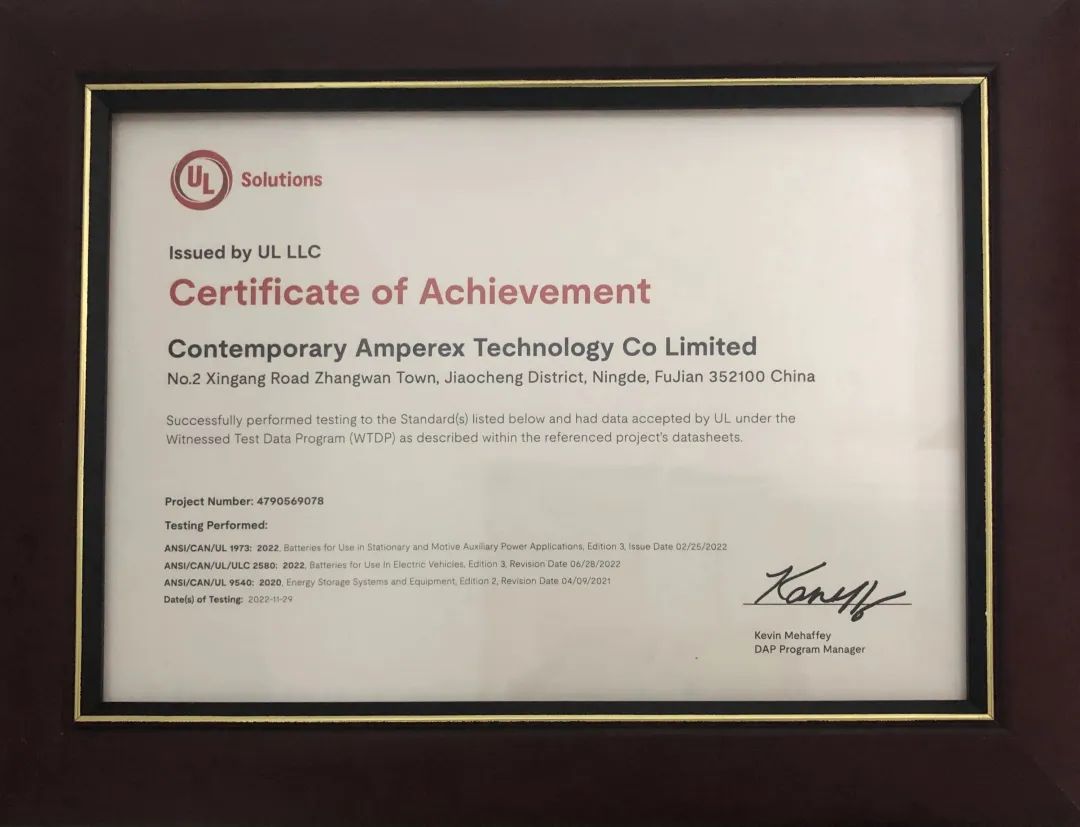 UL Solutions
Issued by UL LLC
Certificate of Achievement
Contemporary Amperex Technology Co Limited
No.2 Xingang Road Zhangwan Town, Jiaocheng District, Ningde, FuJian 352100 China
Successfully performed testing to the Standard(s) listed below and had data accepted by UL under the
Witnessed Test Data Program (WTDP) as described within the referenced project's datasheets.
Project Number: 4790569078
Testing Performed:
ANSI/CAN/UL 1973: 2022, Batteries for Use in Stationary and Motive Auxiliary Power Applications, Edition 3, Issue Date 02/25/2022
ANSI/CAN/UL/ULC 2580: 2022, Batteries for Use In Electric Vehicles, Edition 3, Revision Date 06/28/2022
ANSI/CAN/UL 9540: 2020, Energy Storage Systems and Equipment, Edition 2, Revision Date 04/09/2021
Date(s) of Testing: 2022-11-29
Kevin Mehaffey
DAP Program Manager